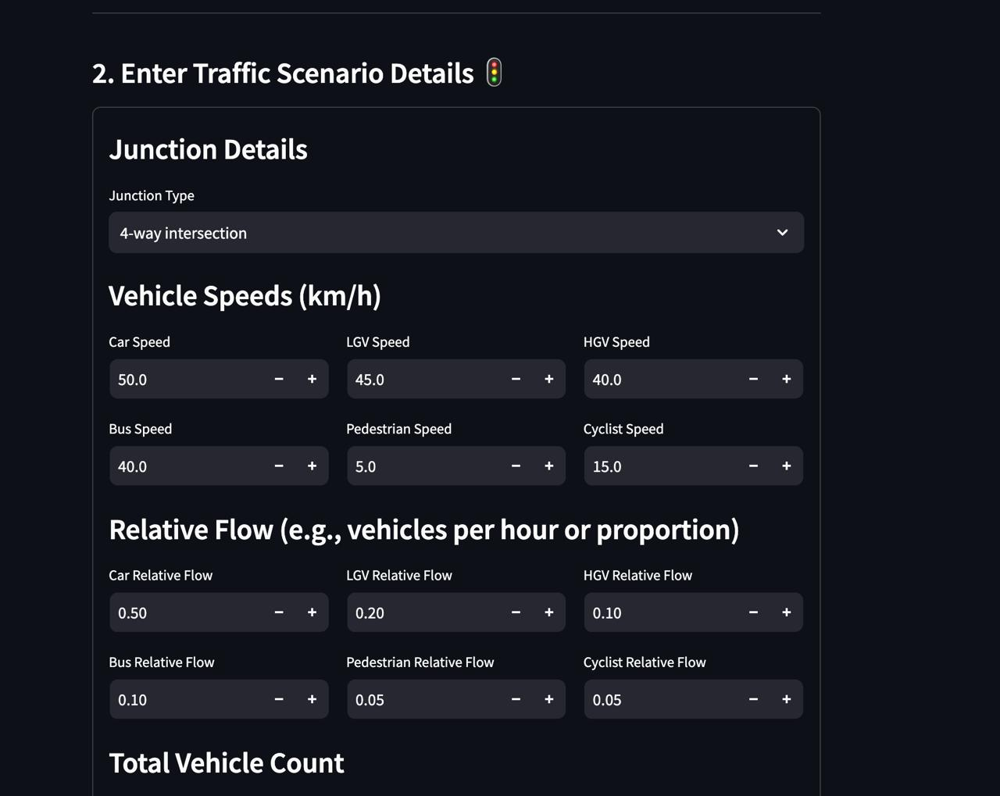 2. Enter Traffic Scenario Details 🚦
Junction Details
Junction Type
4-way intersection
Vehicle Speeds (km/h)
Car Speed LGV Speed HGV Speed
50.0 − + 45.0 − + 40.0 − +
Bus Speed Pedestrian Speed Cyclist Speed
40.0 − + 5.0 − + 15.0 − +
Relative Flow (e.g., vehicles per hour or proportion)
Car Relative Flow LGV Relative Flow HGV Relative Flow
0.50 − + 0.20 − + 0.10 − +
Bus Relative Flow Pedestrian Relative Flow Cyclist Relative Flow
0.10 − + 0.05 − + 0.05 − +
Total Vehicle Count